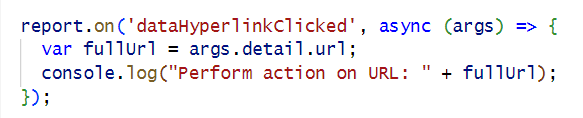 report.on('dataHyperlinkClicked', async (args) => {
  var fullUrl = args.detail.url;
  console.log("Perform action on URL: " + fullUrl);
});